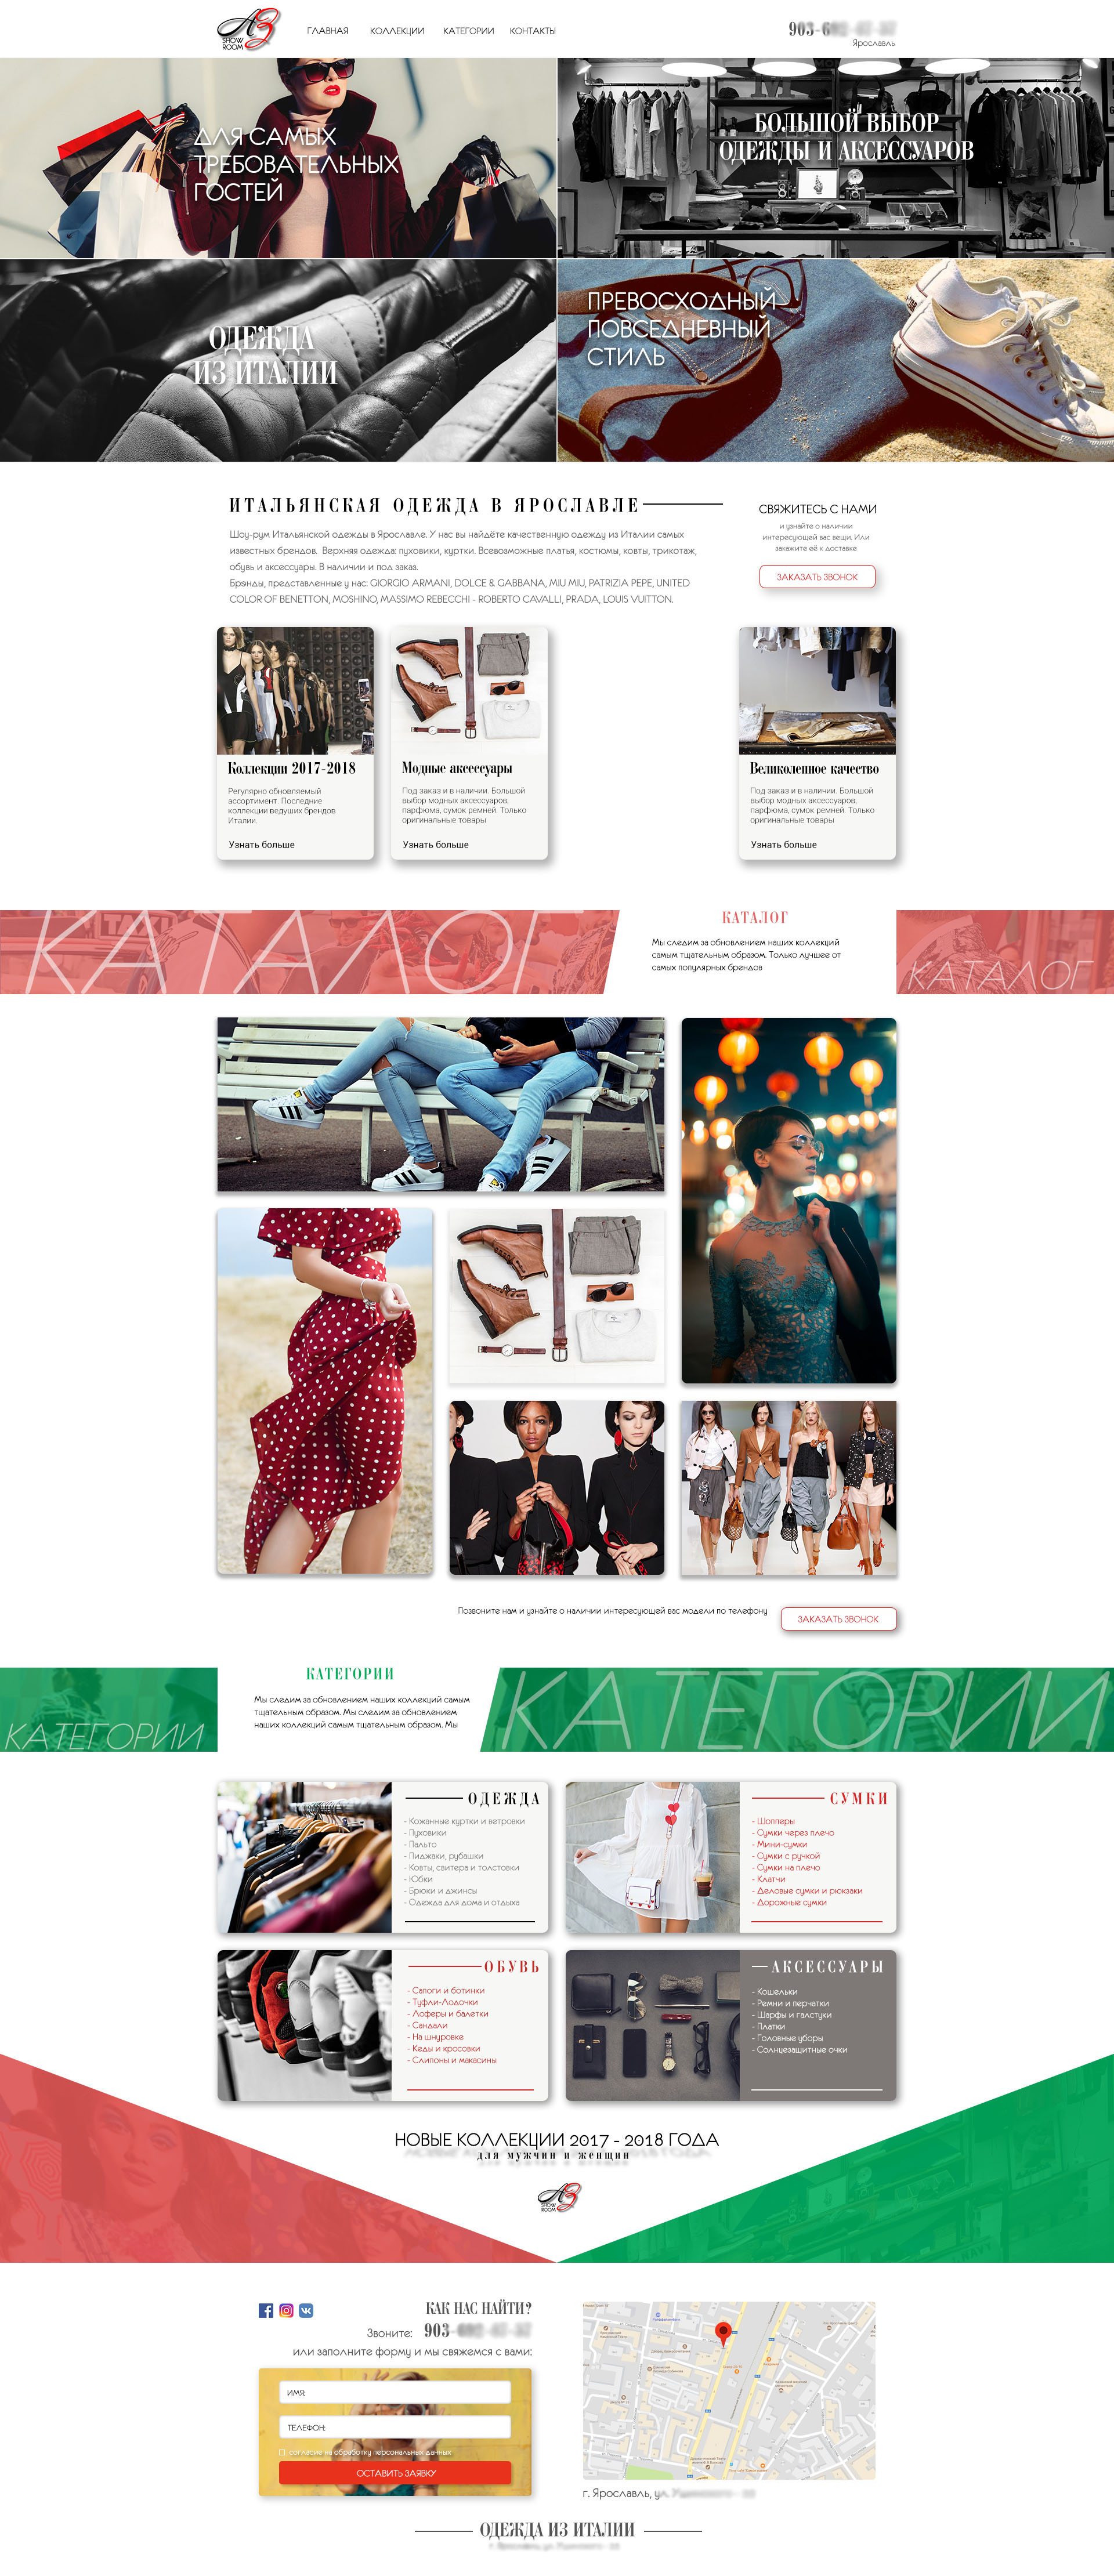 АЗ
SHOW
ROOM
ГЛАВНАЯ КОЛЛЕКЦИИ КАТЕГОРИИ КОНТАКТЫ
903-6
Ярославль
ДЛЯ САМЫХ
ТРЕБОВАТЕЛЬНЫХ
ГОСТЕЙ
БОЛЬШОЙ ВЫБОР
ОДЕЖДЫ И АКСЕССУАРОВ
ОДЕЖДА
ИЗ ИТАЛИИ
ПРЕВОСХОДНЫЙ
ПОВСЕДНЕВНЫЙ
СТИЛЬ
ИТАЛЬЯНСКАЯ ОДЕЖДА В ЯРОСЛАВЛЕ
Шоу-рум Итальянской одежды в Ярославле. У нас вы найдёте качественную одежду из Италии самых
известных брендов. Верхняя одежда: пуховики, куртки. Всевозможные платья, костюмы, ковты, трикотаж,
обувь и аксессуары. В наличии и под заказ.
Брэнды, представленные у нас: GIORGIO ARMANI, DOLCE & GABBANA, MIU MIU, PATRIZIA PEPE, UNITED
COLOR OF BENETTON, MOSHINO, MASSIMO REBECCHI - ROBERTO CAVALLI, PRADA, LOUIS VUITTON.
СВЯЖИТЕСЬ С НАМИ
и узнайте о наличии
интересующей вас вещи. Или
закажите её к доставке
ЗАКАЗАТЬ ЗВОНОК
Коллекции 2017-2018
Регулярно обновляемый
ассортимент. Последние
коллекции ведущих брендов
Италии.
Узнать больше
Модные аксессуары
Под заказ и в наличии. Большой
выбор модных аксессуаров,
парфюма, сумок ремней. Только
оригинальные товары
Узнать больше
Великоленное качество
Под заказ и в наличии. Большой
выбор модных аксессуаров,
парфюма, сумок ремней. Только
оригинальные товары
Узнать больше
КАТАЛОГ
КАТАЛОГ
Мы следим за обновлением наших коллекций
самым тщательным образом. Только лучшее от
самых популярных брендов
КАТАЛОГ
Позвоните нам и узнайте о наличии интересующей вас модели по телефону
ЗАКАЗАТЬ ЗВОНОК
КАТЕГОРИИ
КАТЕГОРИИ
Мы следим за обновлением наших коллекций самым
тщательным образом. Мы следим за обновлением
наших коллекций самым тщательным образом. Мы
КАТЕГОРИИ
ОДЕЖДА
- Кожанные куртки и ветровки
- Пуховики
- Пальто
- Пиджаки, рубашки
- Ковты, свитера и толстовки
- Юбки
- Брюки и джинсы
- Одежда для дома и отдыха
СУМКИ
- Шопперы
- Сумки через плечо
- Мини-сумки
- Сумки с ручкой
- Сумки на плечо
- Клатчи
- Деловые сумки и рюкзаки
- Дорожные сумки
ОБУВЬ
- Сапоги и ботинки
- Туфли-Лодочки
- Лоферы и балетки
- Сандали
- На шнуровке
- Кеды и кросовки
- Слипоны и макасины
АКСЕССУАРЫ
- Кошельки
- Ремни и перчатки
- Шарфы и галстуки
- Платки
- Головные уборы
- Солнцезащитные очки
НОВЫЕ КОЛЛЕКЦИИ 2017 - 2018 ГОДА
для мужчин и женщин
АЗ
SHOW
ROOM
КАК НАС НАЙТИ?
Звоните: 903-692
или заполните форму и мы свяжемся с вами:
ИМЯ:
ТЕЛЕФОН:
согласие на обработку персональных данных
ОСТАВИТЬ ЗАЯВКУ
г. Ярославль, ул.
ОДЕЖДА ИЗ ИТАЛИИ